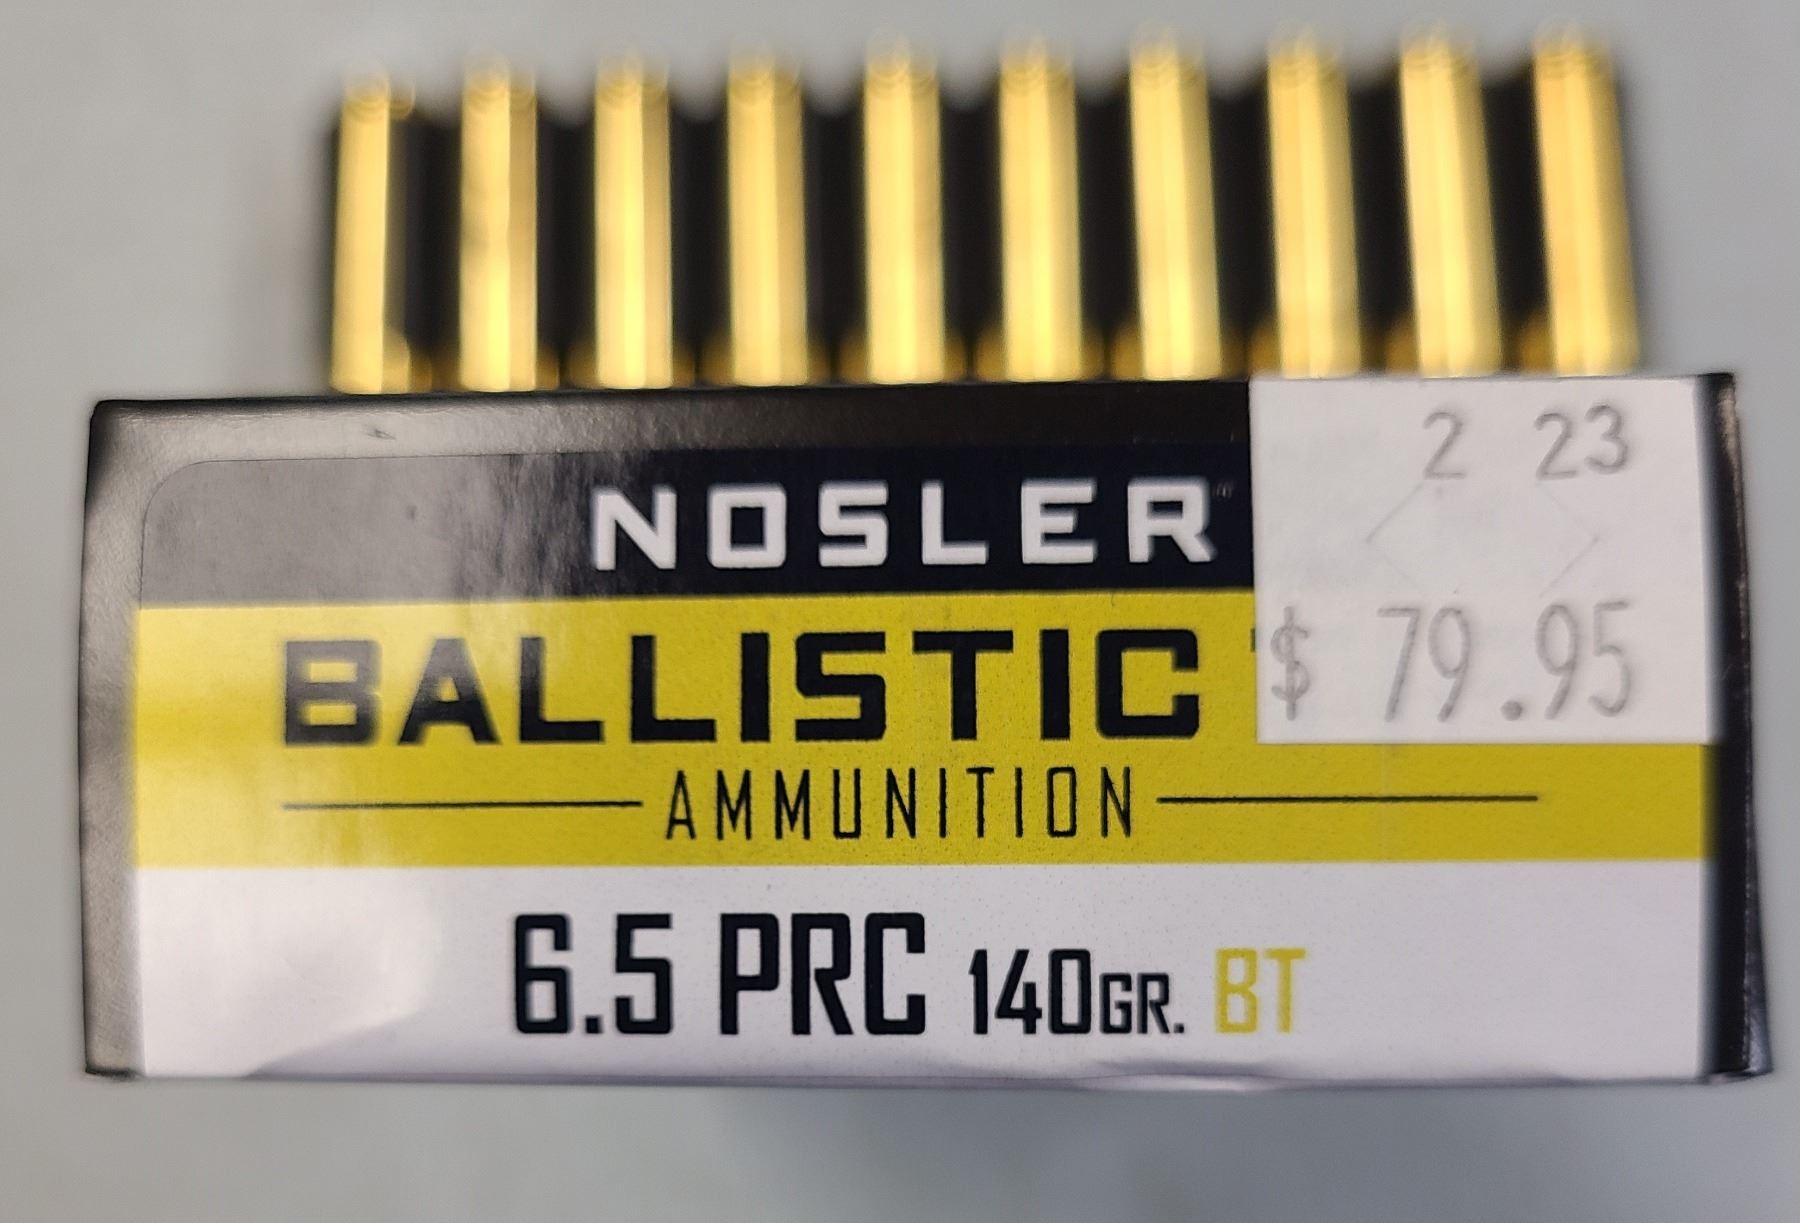 2 23
NOSLER
$ 79.95
BALLISTIC
AMMUNITION
6.5 PRC 140GR. BT